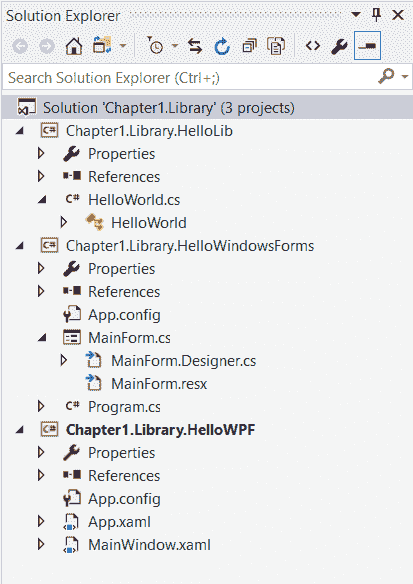 Solution Explorer
Search Solution Explorer (Ctrl+;)
Solution 'Chapter1.Library' (3 projects)
C# Chapter1.Library.HelloLib
Properties
References
C# HelloWorld.cs
HelloWorld
C# Chapter1.Library.HelloWindowsForms
Properties
References
App.config
MainForm.cs
MainForm.Designer.cs
MainForm.resx
C# Program.cs
C# Chapter1.Library.HelloWPF
Properties
References
App.config
App.xaml
MainWindow.xaml